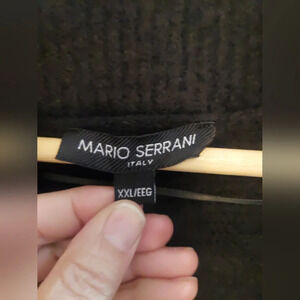 MARIO SERRANI
ITALY
XXL/EEG